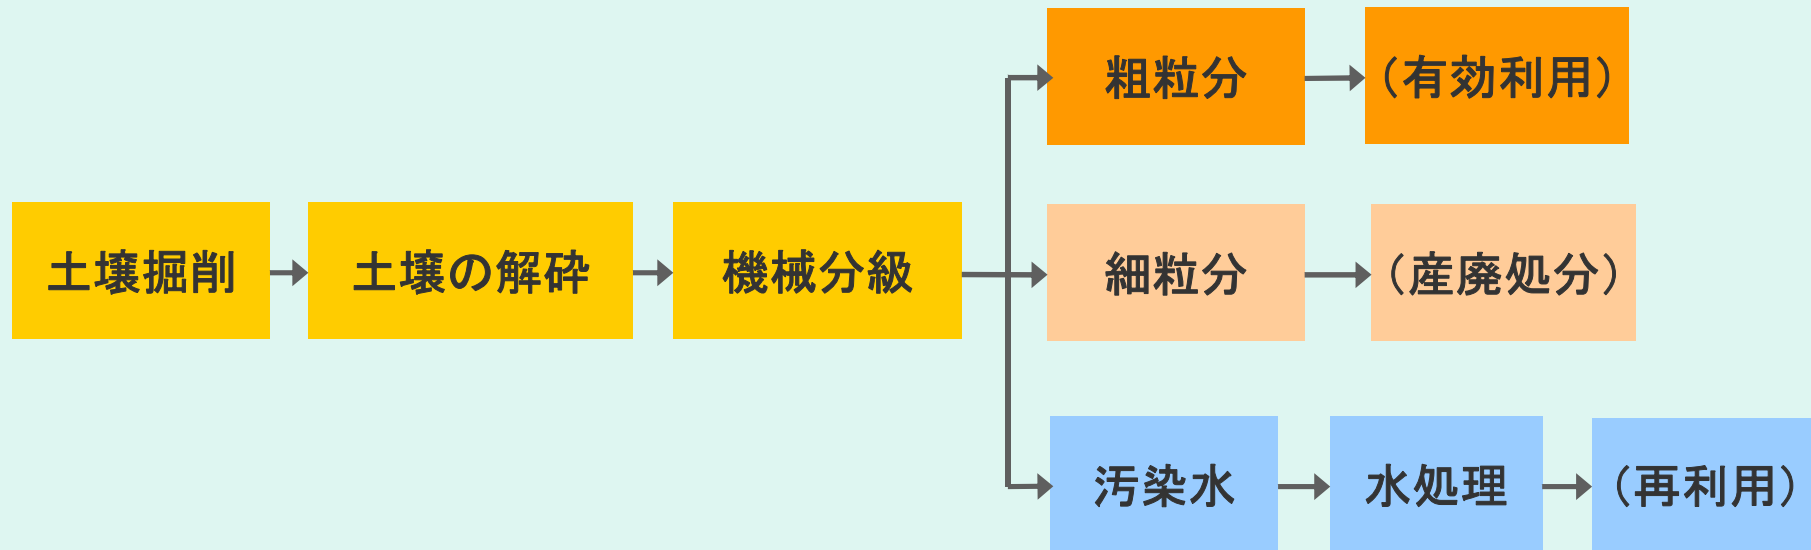 土壌掘削
土壌の解砕
機械分級
粗粒分
（有効利用）
細粒分
（産廃処分）
汚染水
水処理
（再利用）